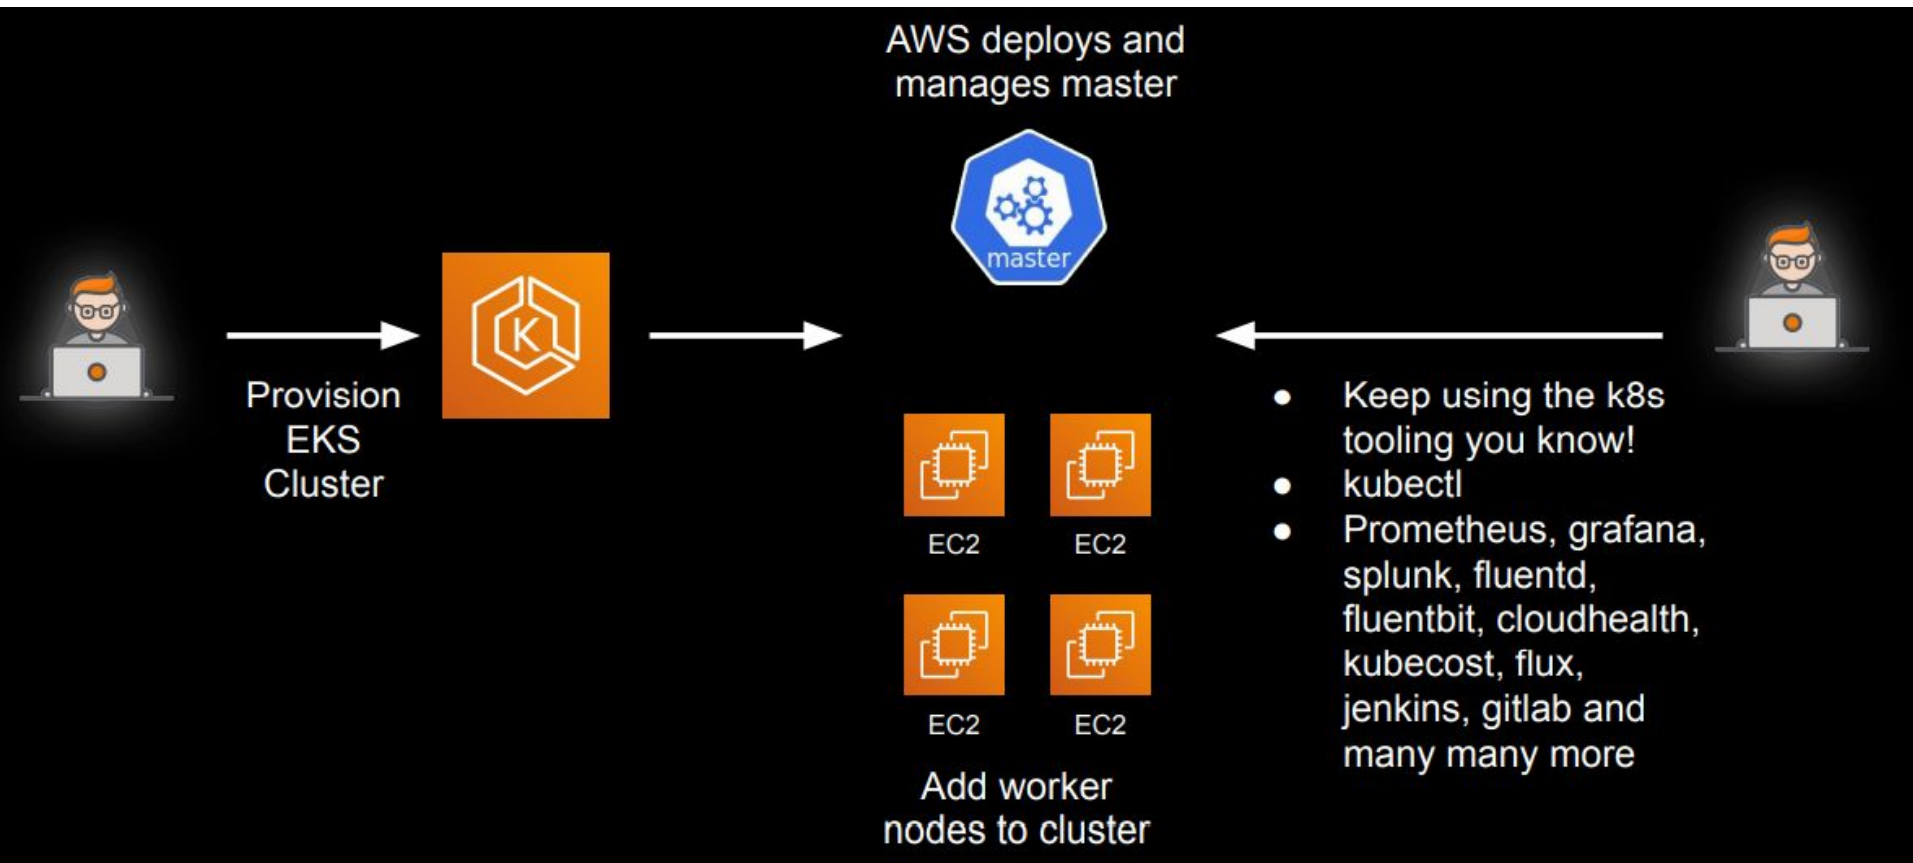 AWS deploys and
manages master
master
Provision
EKS
Cluster
K
EC2
EC2
EC2
EC2
Add worker
nodes to cluster
● Keep using the k8s
tooling you know!
● kubectl
● Prometheus, grafana,
splunk, fluentd,
fluentbit, cloudhealth,
kubecost, flux,
jenkins, gitlab and
many many more